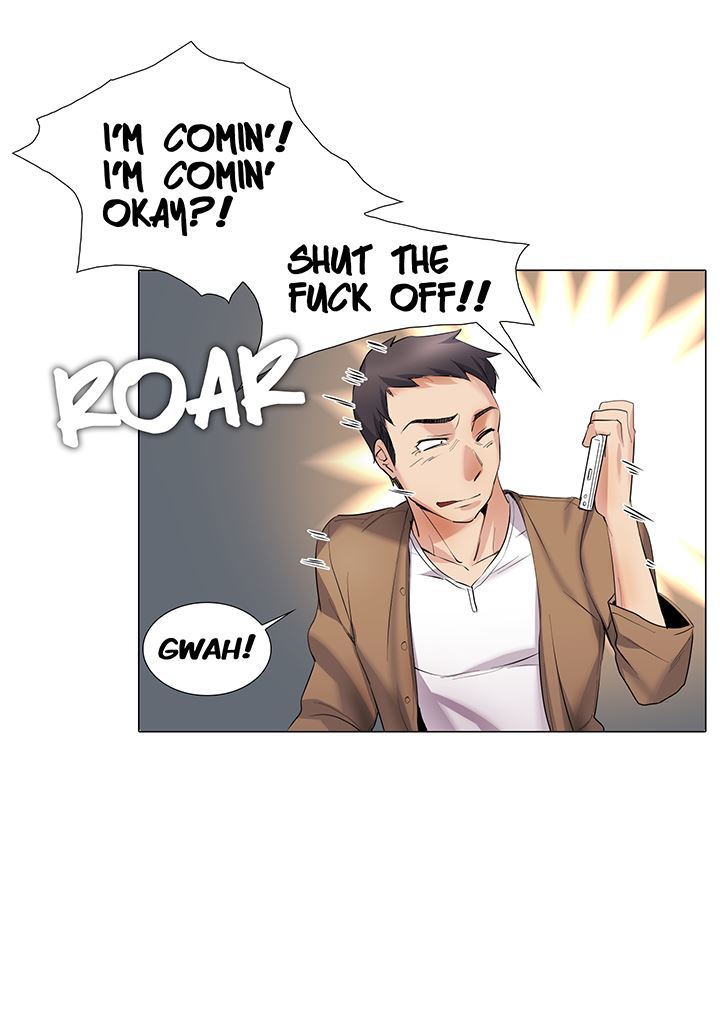 I'M COMIN'!
I'M COMIN'
OKAY?!
SHUT THE
FUCK OFF!!
ROAR
GWAH!